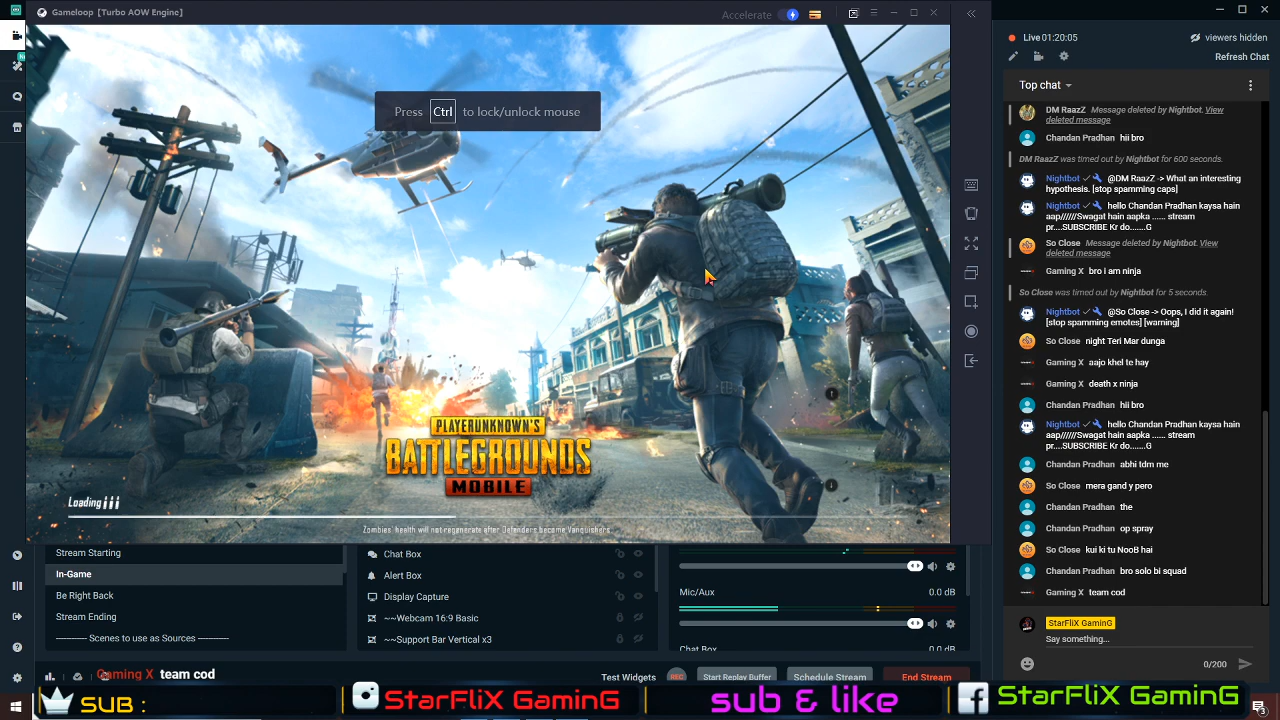 Gameloop [Turbo AOW Engine]
Accelerate
Press Ctrl to lock/unlock mouse
PLAYERUNKNOWN'S
BATTLEGROUNDS
MOBILE
Loading
Zombies' health will not regenerate after Defenders become Vanquishers.
Live 01:20:05
viewers hidden
Refresh Chat
Top chat
DM RaazZ Message deleted by Nightbot. View
deleted message
Chandan Pradhan hii bro
DM RaazZ was timed out by Nightbot for 600 seconds.
Nightbot @DM RaazZ -> What an interesting
hypothesis. [stop spamming caps]
Nightbot hello Chandan Pradhan kaysa hain
aap//////Swagat hain aapka ...... stream
pr....SUBSCRIBE Kr do.......G
So Close Message deleted by Nightbot. View
deleted message
Gaming X bro i am ninja
So Close was timed out by Nightbot for 5 seconds.
Nightbot @So Close -> Oops, I did it again!
[stop spamming emotes] [warning]
So Close night Teri Mar dunga
Gaming X aajo khel te hay
Gaming X death x ninja
Chandan Pradhan hii bro
Nightbot hello Chandan Pradhan kaysa hain
aap//////Swagat hain aapka ...... stream
pr....SUBSCRIBE Kr do.......G
Chandan Pradhan abhi tdm me
So Close mera gand y pero
Chandan Pradhan the
Chandan Pradhan op spray
So Close kui ki tu NooB hai
Chandan Pradhan bro solo bi squad
Gaming X team cod
StarFliX GaminG
Say something...
0/200
Stream Starting
In-Game
Be Right Back
Stream Ending
Scenes to use as Sources
Chat Box
Alert Box
Display Capture
~~Webcam 16:9 Basic
~~Support Bar Vertical x3
Mic/Aux 0.0 dB
Chat Box 0.0 dB
Gaming X team cod
Test Widgets
REC
Start Replay Buffer
Schedule Stream
End Stream
SUB :
StarFliX GaminG
sub & like
StarFliX GaminG